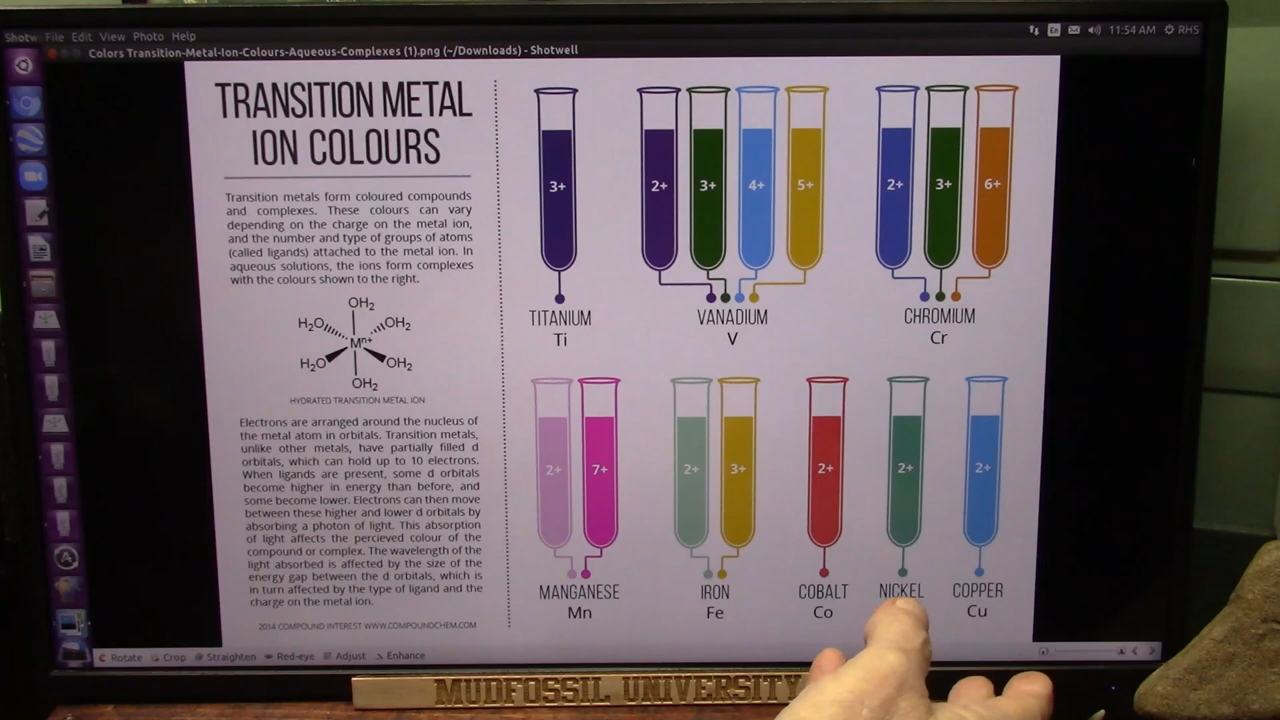 Shotw File Edit View Photo Help
En 11:54 AM RHS
Colors Transition-Metal-Ion-Colours-Aqueous-Complexes (1).png (~/Downloads) - Shotwell
TRANSITION METAL
ION COLOURS
Transition metals form coloured compounds
and complexes. These colours can vary
depending on the charge on the metal ion,
and the number and type of groups of atoms
(called ligands) attached to the metal ion. In
aqueous solutions, the ions form complexes
with the colours shown to the right.
OH₂
H₂O OH₂
Mⁿ⁺
H₂O OH₂
OH₂
HYDRATED TRANSITION METAL ION
Electrons are arranged around the nucleus of
the metal atom in orbitals. Transition metals,
unlike other metals, have partially filled d
orbitals, which can hold up to 10 electrons.
When ligands are present, some d orbitals
become higher in energy than before, and
some become lower. Electrons can then move
between these higher and lower d orbitals by
absorbing a photon of light. This absorption
of light affects the percieved colour of the
compound or complex. The wavelength of the
light absorbed is affected by the size of the
energy gap between the d orbitals, which is
in turn affected by the type of ligand and the
charge on the metal ion.
2014 COMPOUND INTEREST WWW.COMPOUNDCHEM.COM
3+
TITANIUM
Ti
2+ 3+ 4+ 5+
VANADIUM
V
2+ 3+ 6+
CHROMIUM
Cr
2+ 7+
MANGANESE
Mn
2+ 3+
IRON
Fe
2+
COBALT
Co
2+
NICKEL
2+
COPPER
Cu
Rotate Crop Straighten Red-eye Adjust Enhance
MUDFOSSIL UNIVERSITY